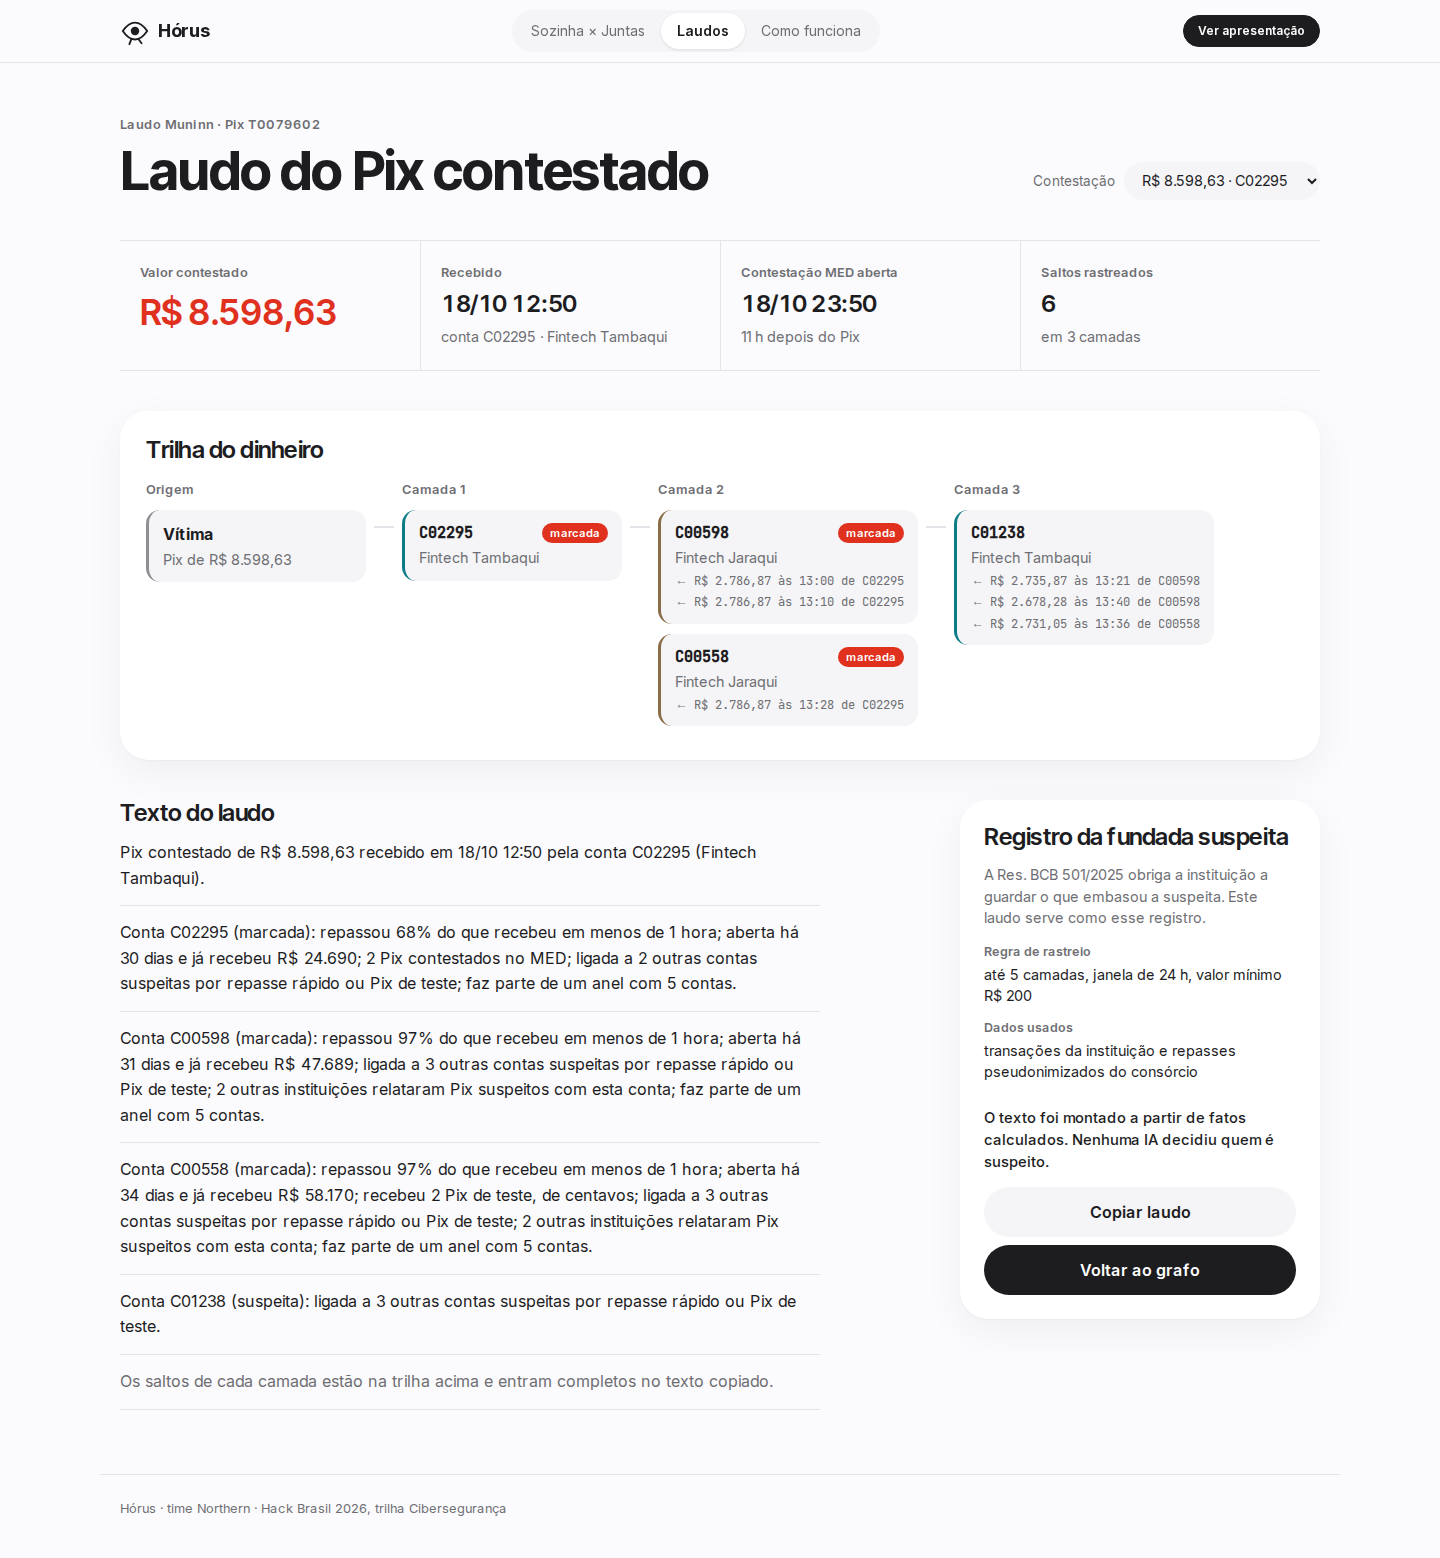 Hórus
Sozinha × Juntas
Laudos
Como funciona
Ver apresentação
Laudo Muninn · Pix T0079602
Laudo do Pix contestado
Contestação
R$ 8.598,63 · C02295
Valor contestado
R$ 8.598,63
Recebido
18/10 12:50
conta C02295 · Fintech Tambaqui
Contestação MED aberta
18/10 23:50
11 h depois do Pix
Saltos rastreados
6
em 3 camadas
Trilha do dinheiro
Origem
Vítima
Pix de R$ 8.598,63
Camada 1
C02295
marcada
Fintech Tambaqui
Camada 2
C00598
marcada
Fintech Jaraqui
← R$ 2.786,87 às 13:00 de C02295
← R$ 2.786,87 às 13:10 de C02295
C00558
marcada
Fintech Jaraqui
← R$ 2.786,87 às 13:28 de C02295
Camada 3
C01238
Fintech Tambaqui
← R$ 2.735,87 às 13:21 de C00598
← R$ 2.678,28 às 13:40 de C00598
← R$ 2.731,05 às 13:36 de C00558
Texto do laudo
Pix contestado de R$ 8.598,63 recebido em 18/10 12:50 pela conta C02295 (Fintech
Tambaqui).
Conta C02295 (marcada): repassou 68% do que recebeu em menos de 1 hora; aberta há
30 dias e já recebeu R$ 24.690; 2 Pix contestados no MED; ligada a 2 outras contas
suspeitas por repasse rápido ou Pix de teste; faz parte de um anel com 5 contas.
Conta C00598 (marcada): repassou 97% do que recebeu em menos de 1 hora; aberta há
31 dias e já recebeu R$ 47.689; ligada a 3 outras contas suspeitas por repasse rápido ou
Pix de teste; 2 outras instituições relataram Pix suspeitos com esta conta; faz parte de um
anel com 5 contas.
Conta C00558 (marcada): repassou 97% do que recebeu em menos de 1 hora; aberta há
34 dias e já recebeu R$ 58.170; recebeu 2 Pix de teste, de centavos; ligada a 3 outras
contas suspeitas por repasse rápido ou Pix de teste; 2 outras instituições relataram Pix
suspeitos com esta conta; faz parte de um anel com 5 contas.
Conta C01238 (suspeita): ligada a 3 outras contas suspeitas por repasse rápido ou Pix de
teste.
Os saltos de cada camada estão na trilha acima e entram completos no texto copiado.
Registro da fundada suspeita
A Res. BCB 501/2025 obriga a instituição a
guardar o que embasou a suspeita. Este
laudo serve como esse registro.
Regra de rastreio
até 5 camadas, janela de 24 h, valor mínimo
R$ 200
Dados usados
transações da instituição e repasses
pseudonimizados do consórcio
O texto foi montado a partir de fatos
calculados. Nenhuma IA decidiu quem é
suspeito.
Copiar laudo
Voltar ao grafo
Hórus · time Northern · Hack Brasil 2026, trilha Cibersegurança